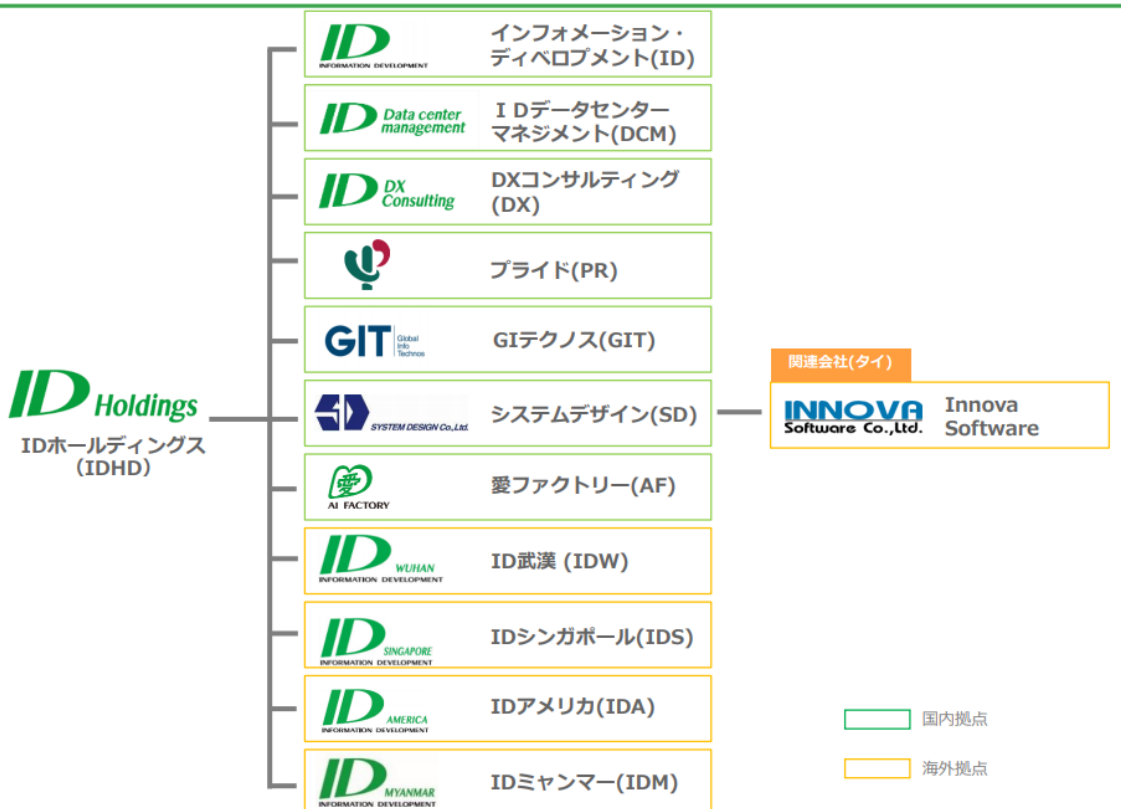 ID
INFORMATION DEVELOPMENT
インフォメーション・
ディベロプメント(ID)
ID Data center
management
ＩDデータセンター
マネジメント(DCM)
ID DX
Consulting
DXコンサルティング
(DX)
プライド(PR)
GIT Global
Info
Technos
GIテクノス(GIT)
ID Holdings
IDホールディングス
（IDHD）
SYSTEM DESIGN Co.,Ltd.
システムデザイン(SD)
関連会社(タイ)
INNOVA
Software Co.,Ltd.
Innova
Software
愛
AI FACTORY
愛ファクトリー(AF)
ID WUHAN
INFORMATION DEVELOPMENT
ID武漢 (IDW)
ID SINGAPORE
INFORMATION DEVELOPMENT
IDシンガポール(IDS)
ID AMERICA
INFORMATION DEVELOPMENT
IDアメリカ(IDA)
ID MYANMAR
INFORMATION DEVELOPMENT
IDミャンマー(IDM)
国内拠点
海外拠点